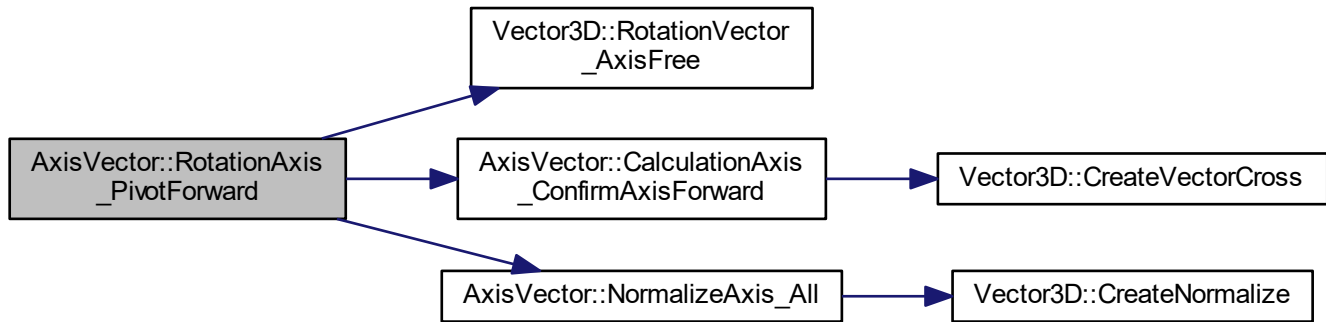 Vector3D::RotationVector
_AxisFree
AxisVector::RotationAxis
_PivotForward
AxisVector::CalculationAxis
_ConfirmAxisForward
Vector3D::CreateVectorCross
AxisVector::NormalizeAxis_All
Vector3D::CreateNormalize